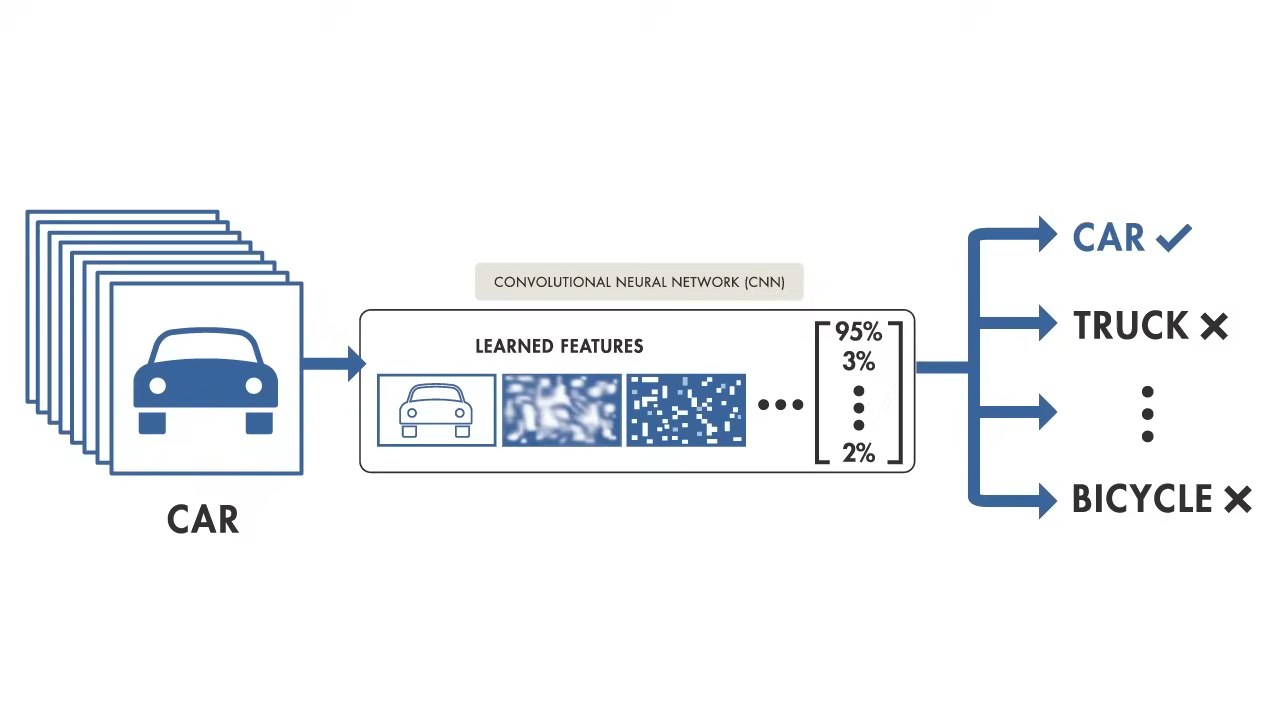 CAR
CONVOLUTIONAL NEURAL NETWORK (CNN)
LEARNED FEATURES
95%
3%
2%
CAR
TRUCK
BICYCLE